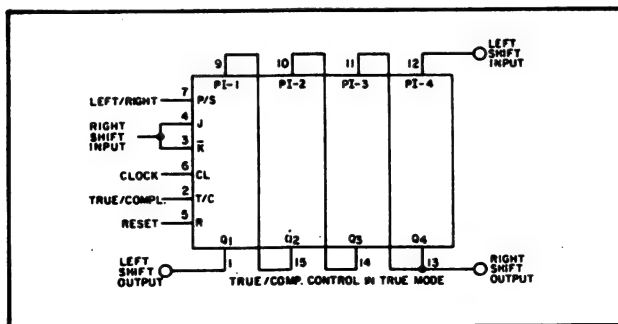 9 10 11 12
LEFT SHIFT INPUT
PI-1 PI-2 PI-3 PI-4
LEFT/RIGHT 7 P/S
RIGHT SHIFT INPUT
4 J
3 K̅
CLOCK 6 CL
TRUE/COMPL. 2 T/C
RESET 5 R
Q1 Q2 Q3 Q4
LEFT SHIFT OUTPUT
1 15 14 13
RIGHT SHIFT OUTPUT
TRUE/COMP. CONTROL IN TRUE MODE